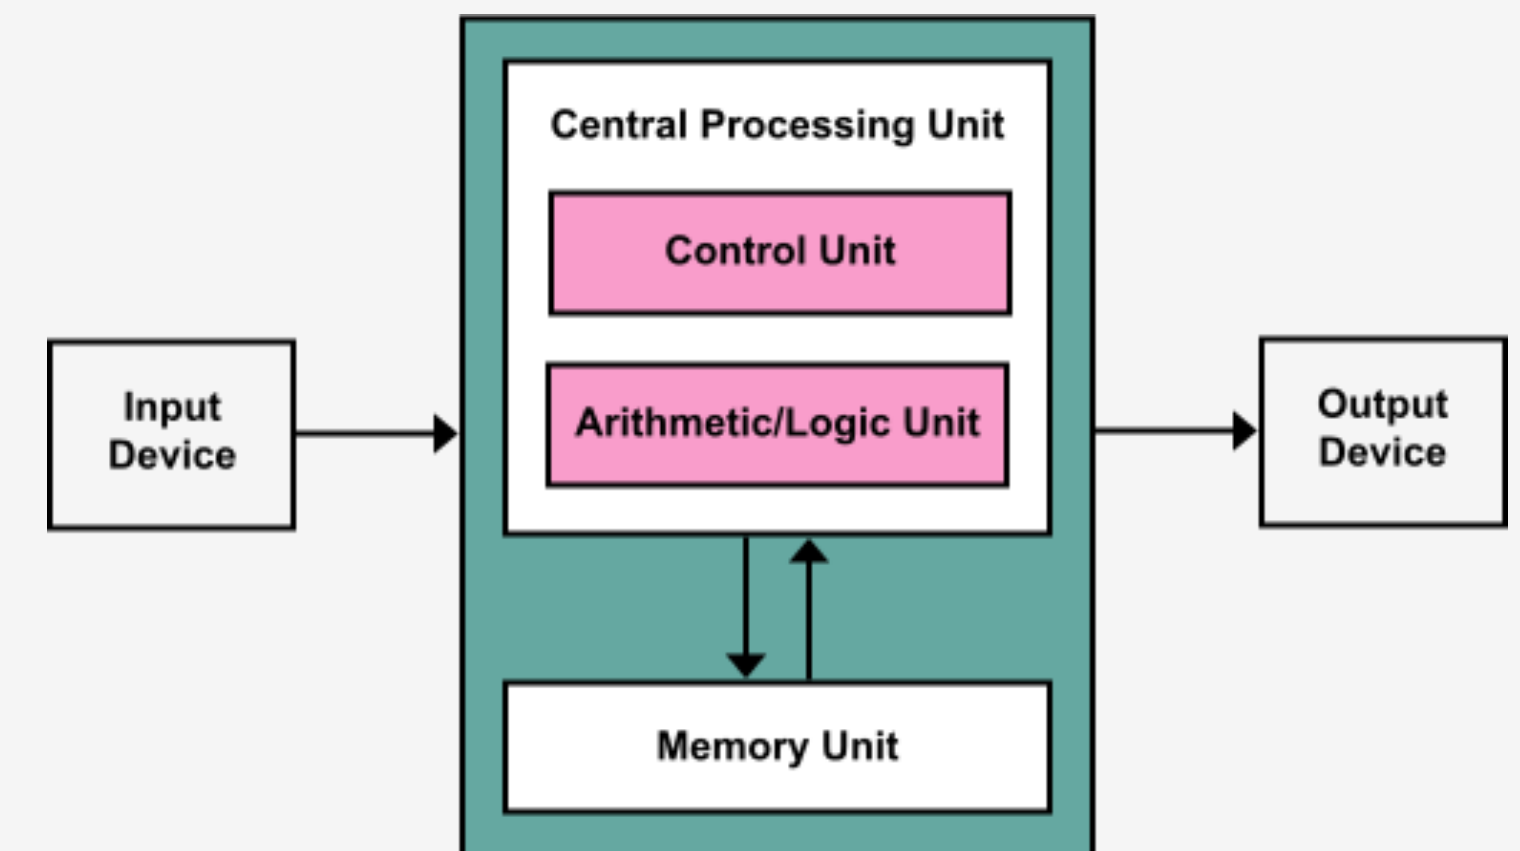 Central Processing Unit
Control Unit
Arithmetic/Logic Unit
Input
Device
Output
Device
Memory Unit